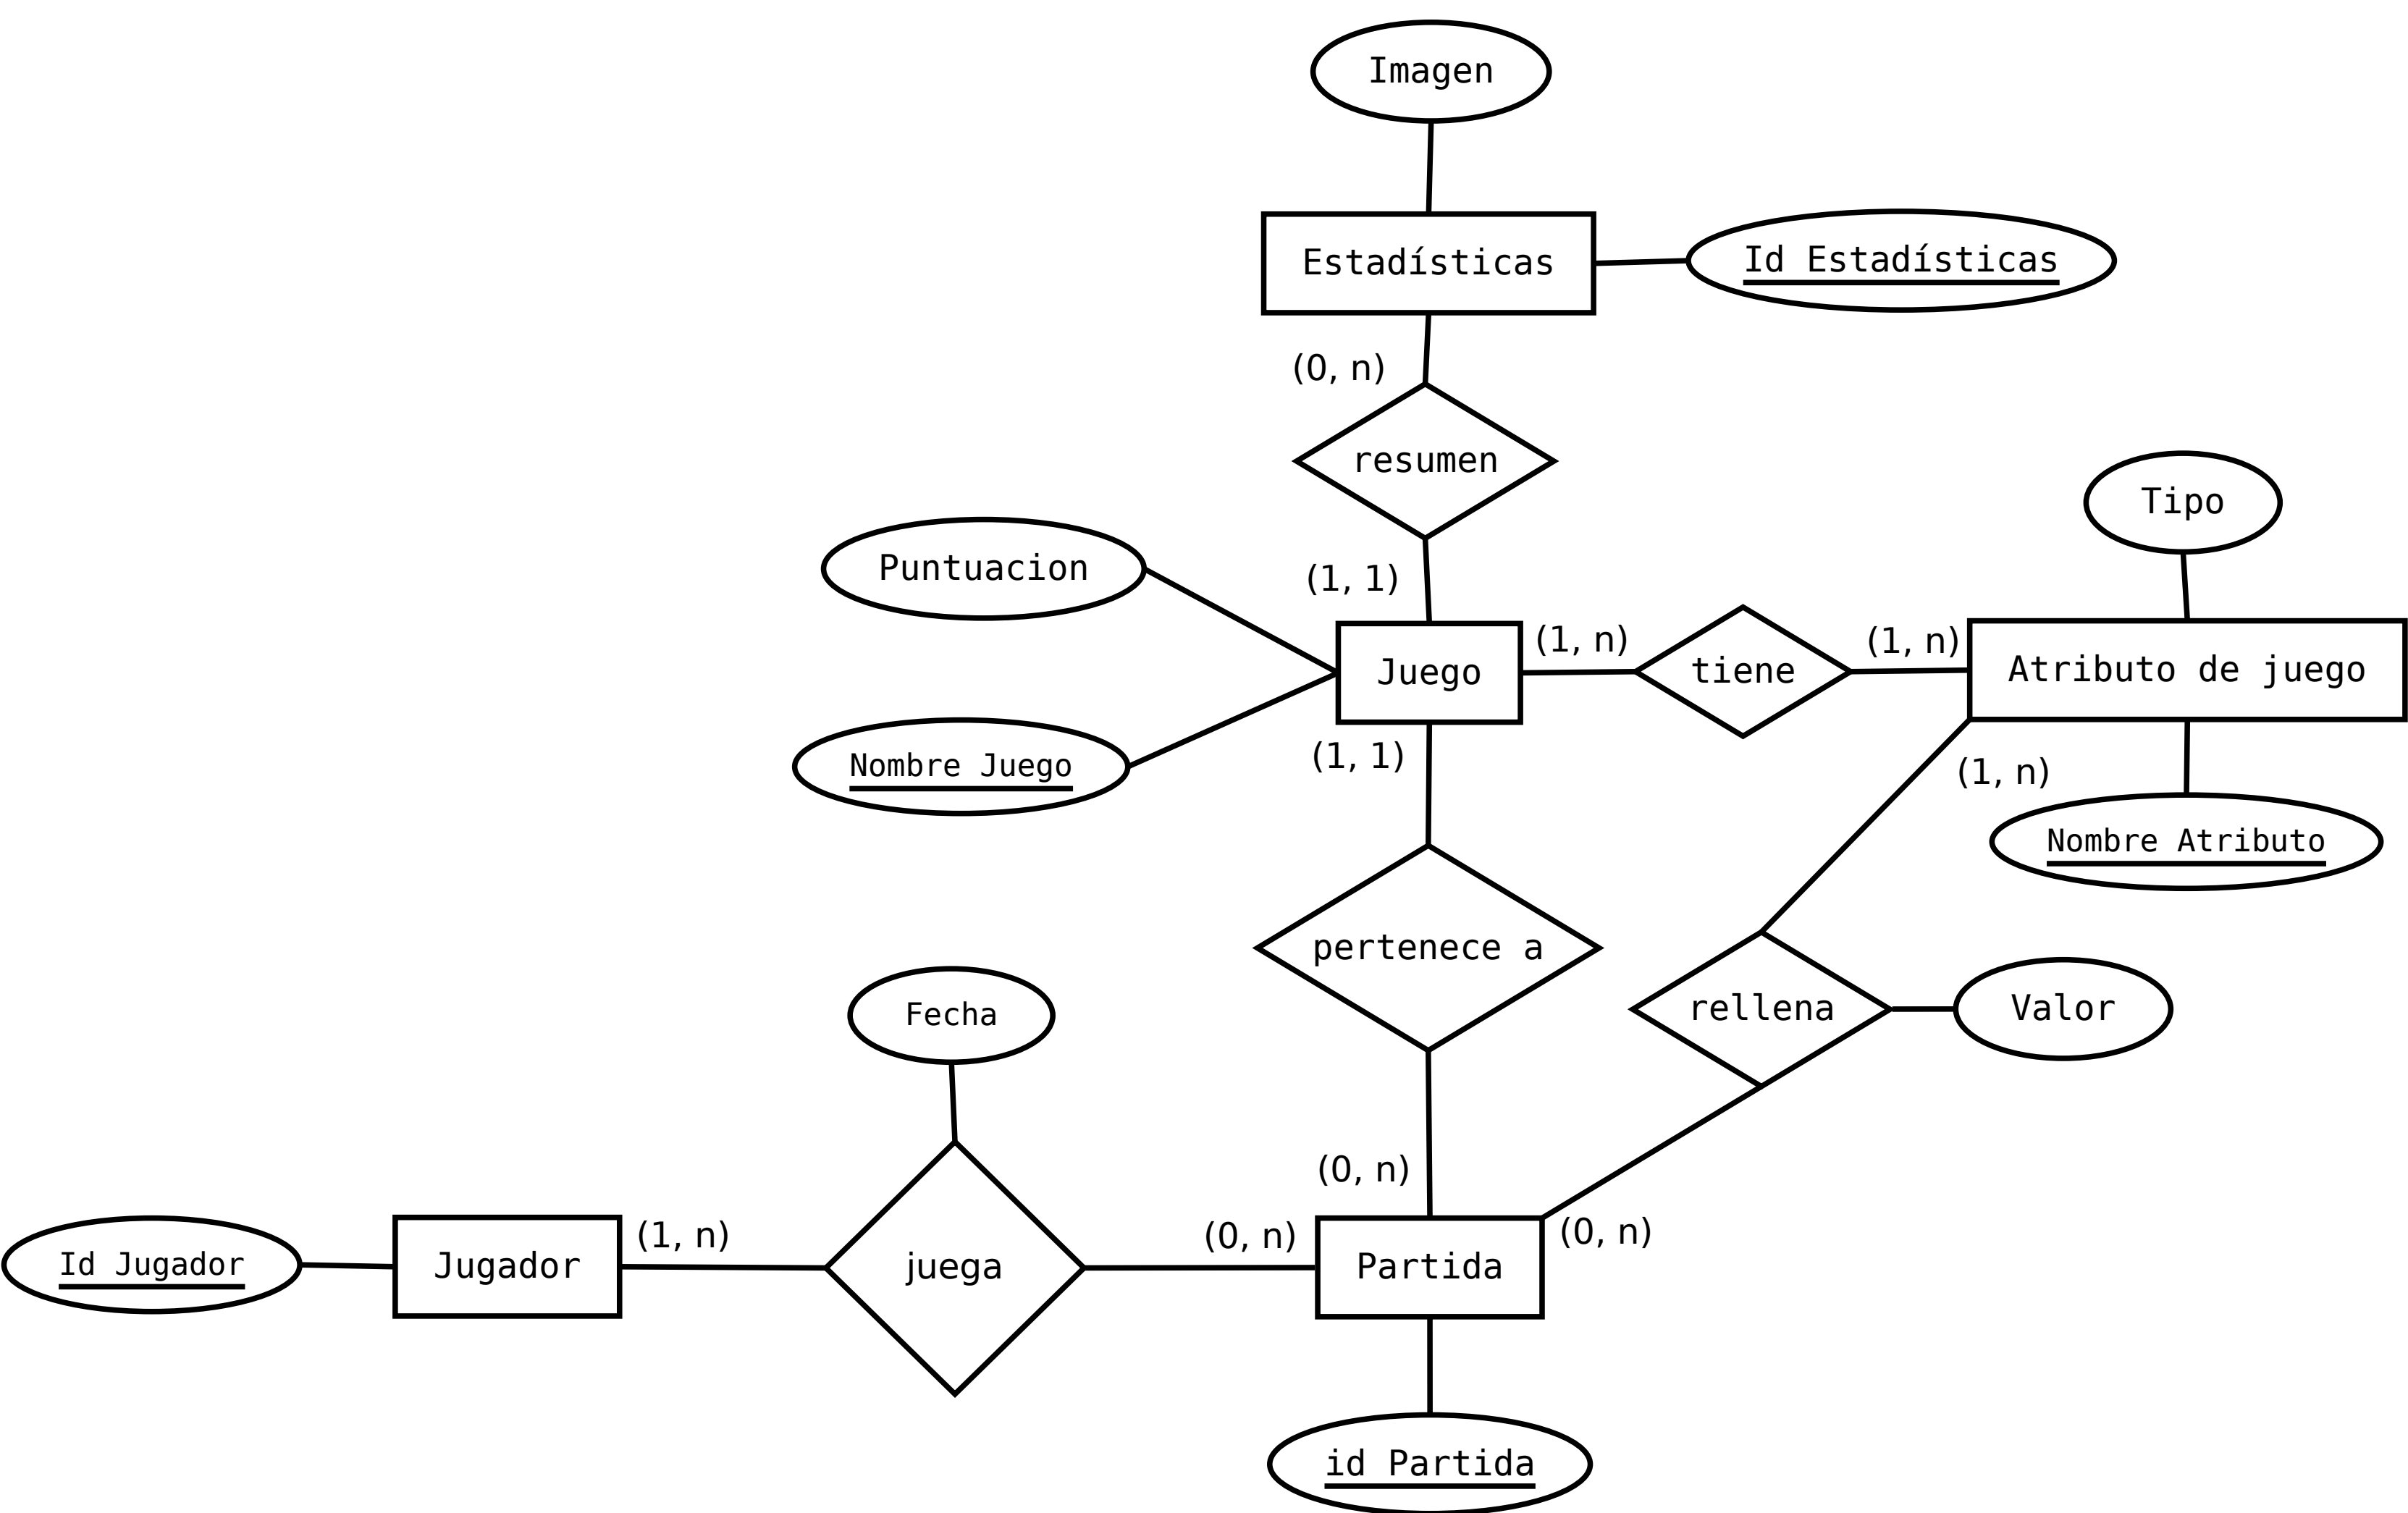 Imagen
Estadísticas
Id Estadísticas
(0, n)
resumen
Tipo
Puntuacion
(1, 1)
(1, n)
(1, n)
Juego
tiene
Atributo de juego
Nombre Juego
(1, 1)
(1, n)
Nombre Atributo
pertenece a
Fecha
rellena
Valor
(0, n)
(1, n)
(0, n)
(0, n)
Id Jugador
Jugador
juega
Partida
id Partida